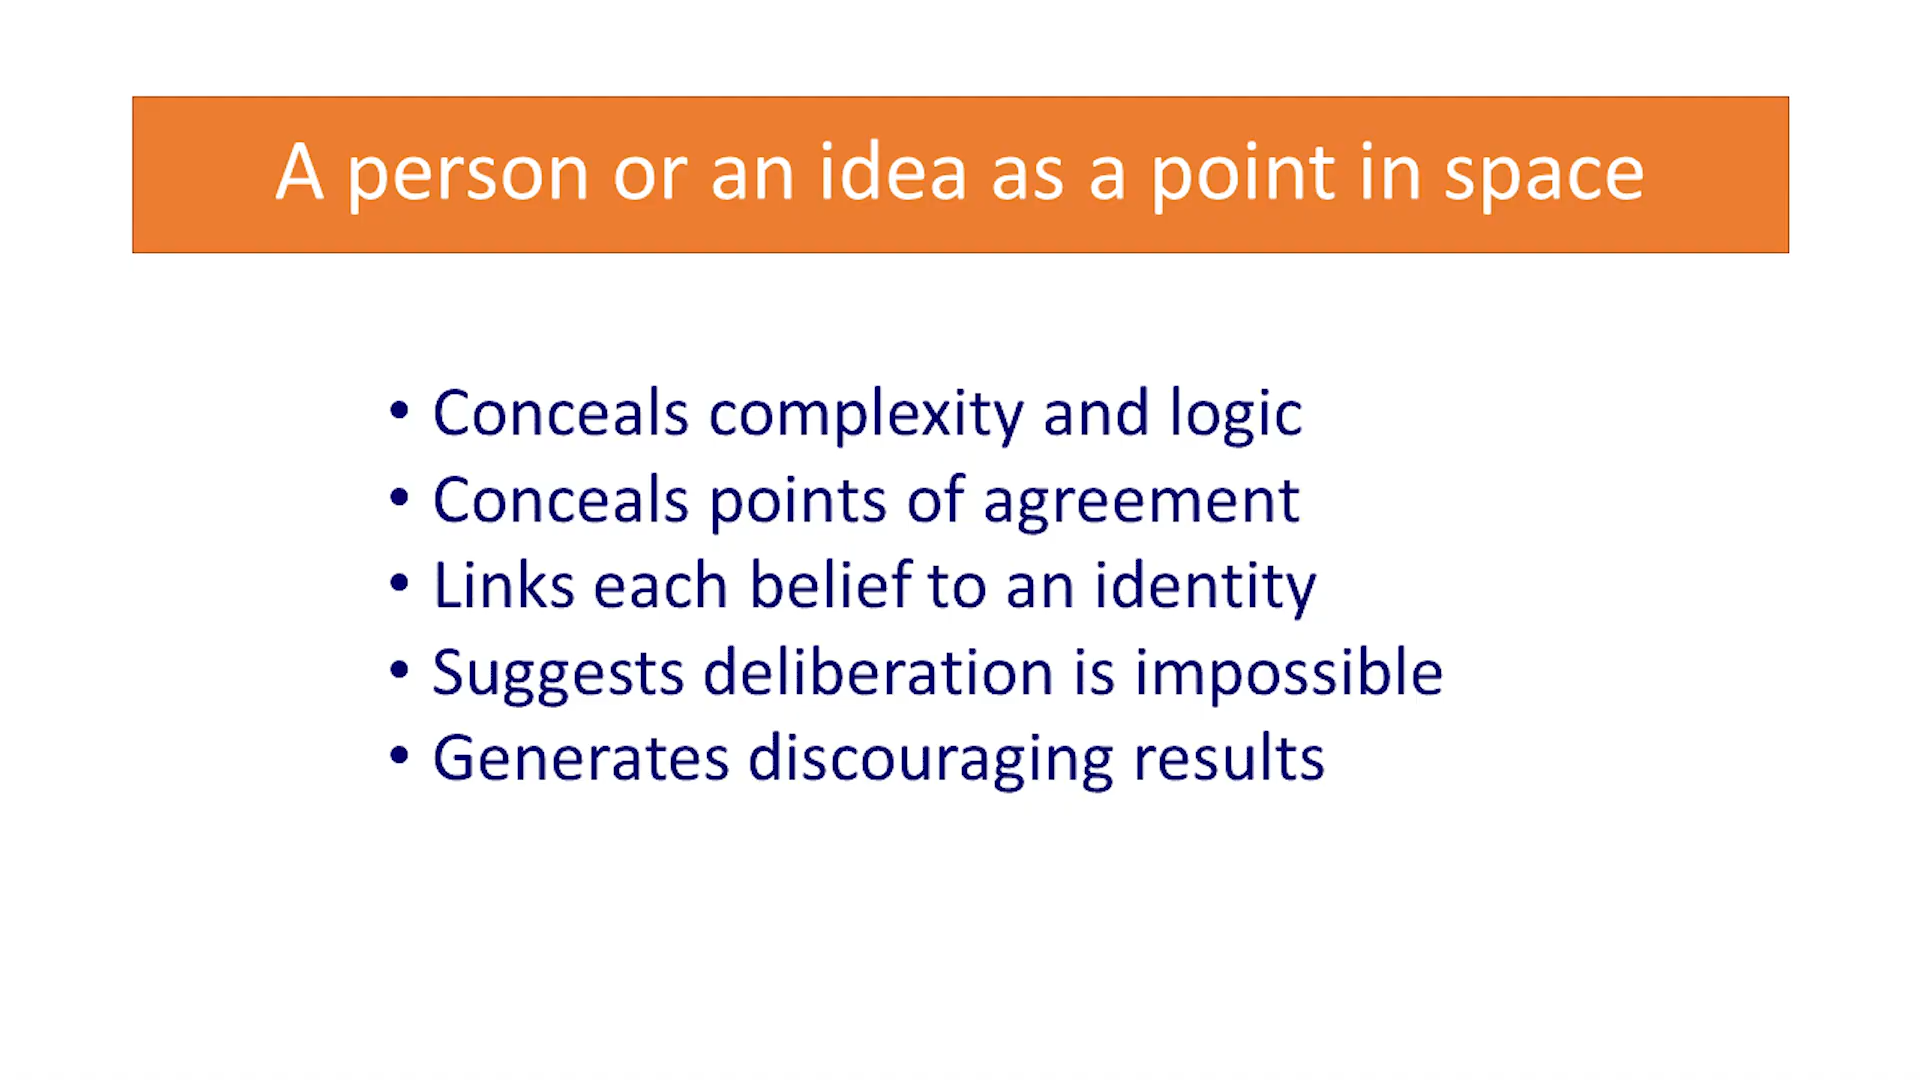 A person or an idea as a point in space
• Conceals complexity and logic
• Conceals points of agreement
• Links each belief to an identity
• Suggests deliberation is impossible
• Generates discouraging results